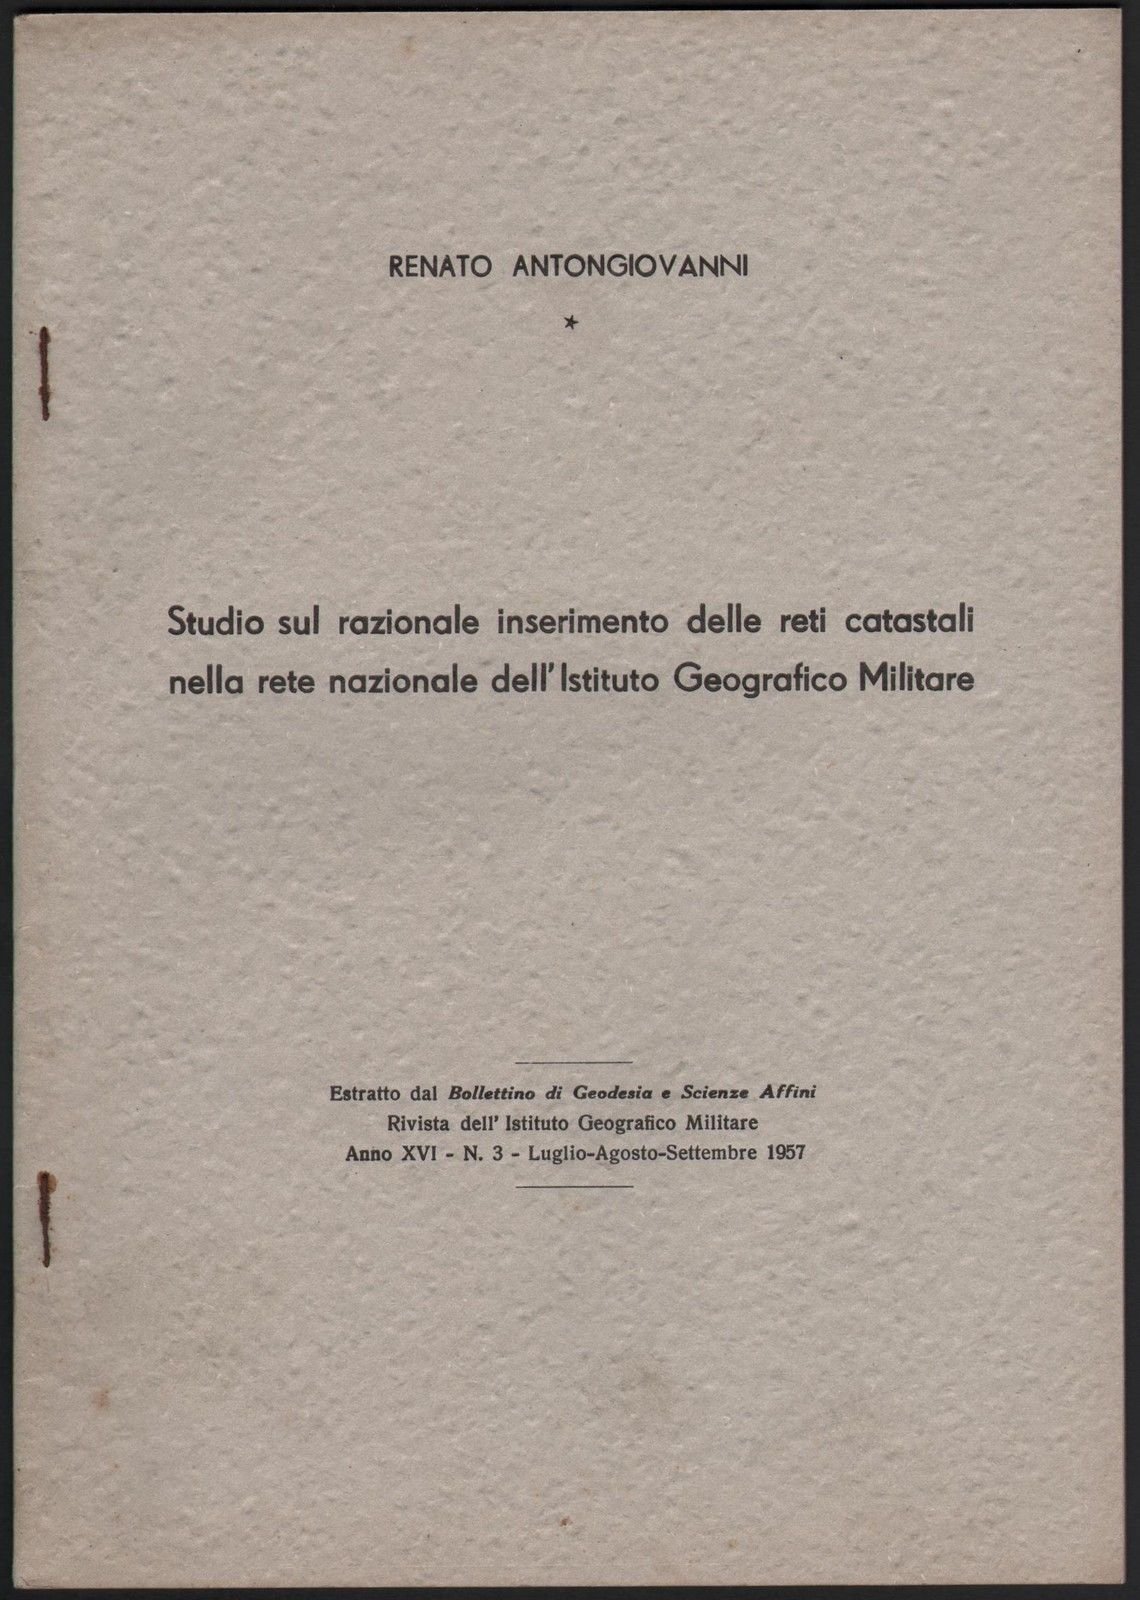 RENATO ANTONGIOVANNI
★
Studio sul razionale inserimento delle reti catastali
nella rete nazionale dell'Istituto Geografico Militare
Estratto dal Bollettino di Geodesia e Scienze Affini
Rivista dell'Istituto Geografico Militare
Anno XVI - N. 3 - Luglio-Agosto-Settembre 1957